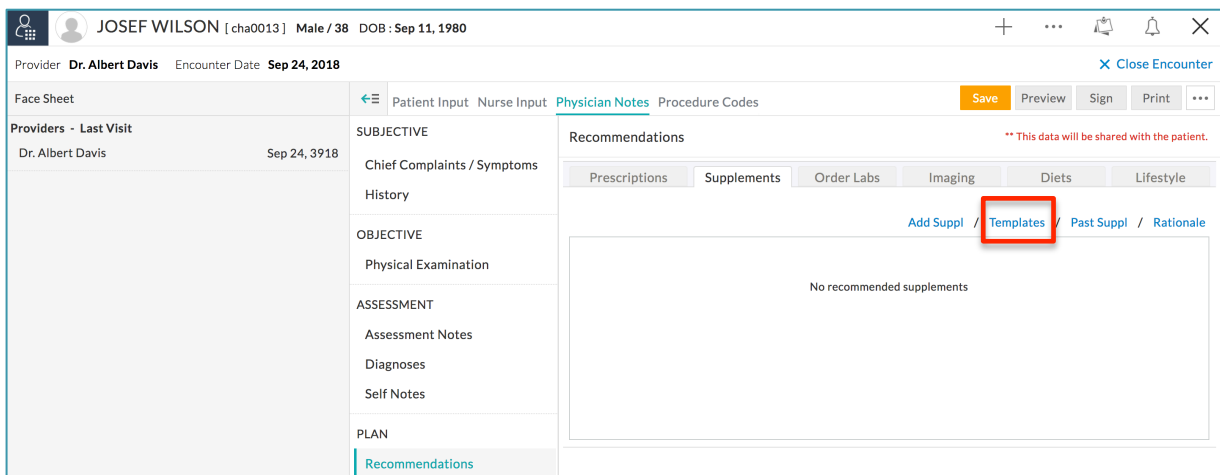 JOSEF WILSON [ cha0013 ] Male / 38 DOB : Sep 11, 1980
Provider Dr. Albert Davis Encounter Date Sep 24, 2018
Close Encounter
Face Sheet
Providers - Last Visit
Dr. Albert Davis Sep 24, 3918
Patient Input Nurse Input Physician Notes Procedure Codes
Save Preview Sign Print
SUBJECTIVE
Chief Complaints / Symptoms
History
OBJECTIVE
Physical Examination
ASSESSMENT
Assessment Notes
Diagnoses
Self Notes
PLAN
Recommendations
Recommendations
** This data will be shared with the patient.
Prescriptions Supplements Order Labs Imaging Diets Lifestyle
Add Suppl / Templates / Past Suppl / Rationale
No recommended supplements